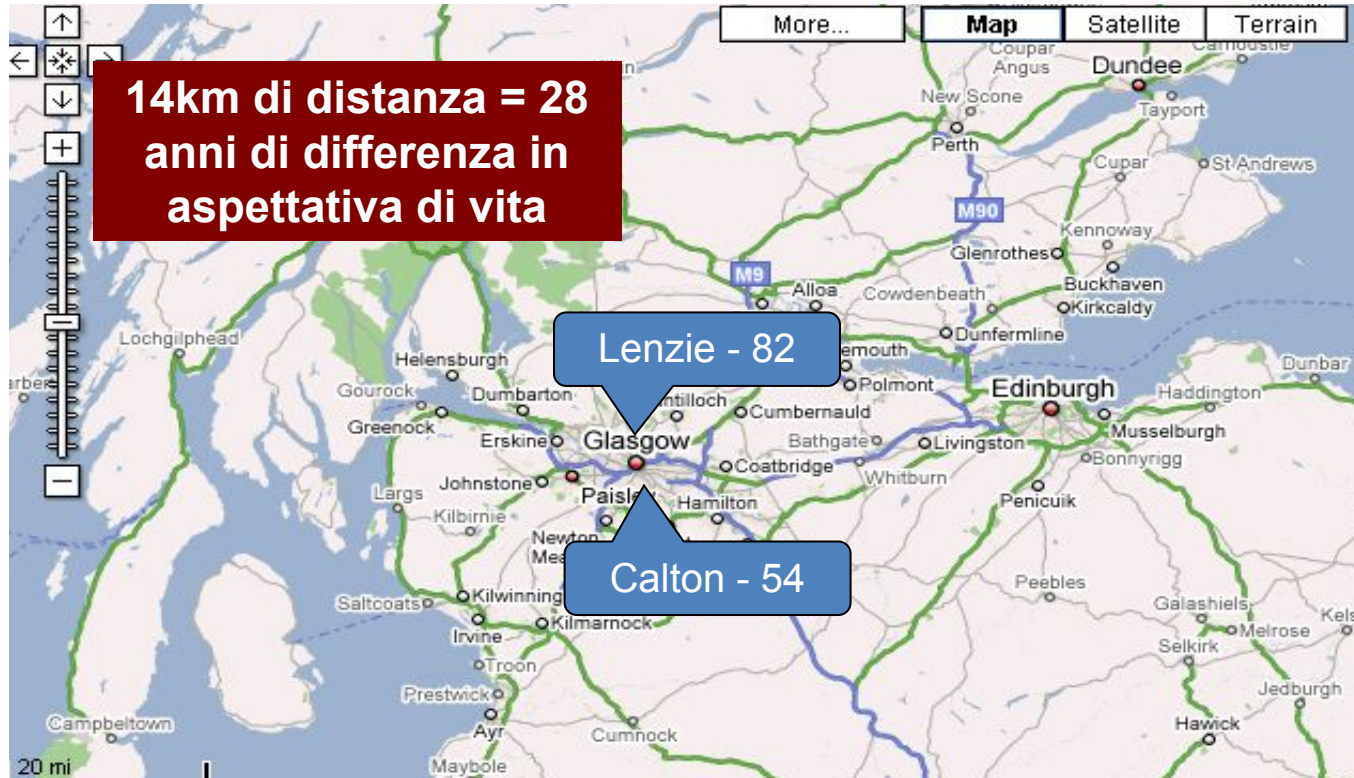 More...
Map
Satellite
Terrain
14km di distanza = 28
anni di differenza in
aspettativa di vita
Coupar
Angus
Dundee
New Scone
Tayport
Perth
Cupar
St Andrews
M90
Kennoway
Glenrothes
M9
Alloa
Cowdenbeath
Buckhaven
Kirkcaldy
Lochgilphead
Dunfermline
Lenzie - 82
Helensburgh
Dunbar
Gourock
Dumbarton
Polmont
Edinburgh
Haddington
Greenock
Cumbernauld
Erskine
Glasgow
Bathgate
Livingston
Musselburgh
Bonnyrigg
Coatbridge
Whitburn
Largs
Johnstone
Paisle
Hamilton
Penicuik
Kilbirnie
Newton
Mea
Calton - 54
Peebles
Saltcoats
Kilwinning
Galashiels
Kels
Irvine
Kilmarnock
Melrose
Selkirk
Troon
Prestwick
Jedburgh
Campbeltown
Ayr
Cumnock
Hawick
20 mi
Maybole